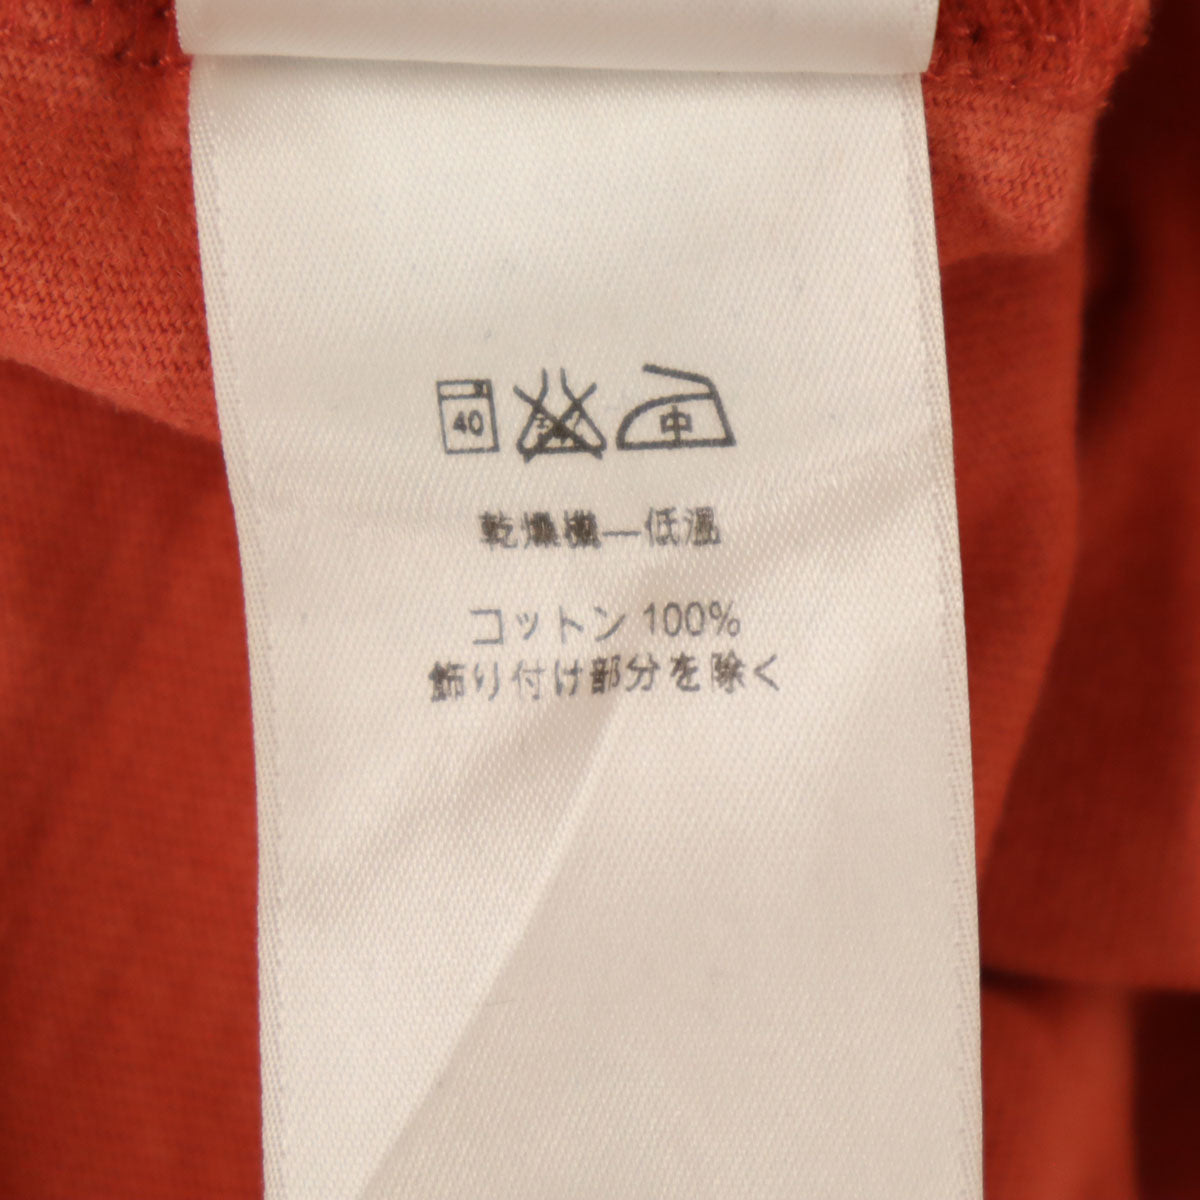 40 中
乾燥機—低温
コットン 100%
飾り付け部分を除く